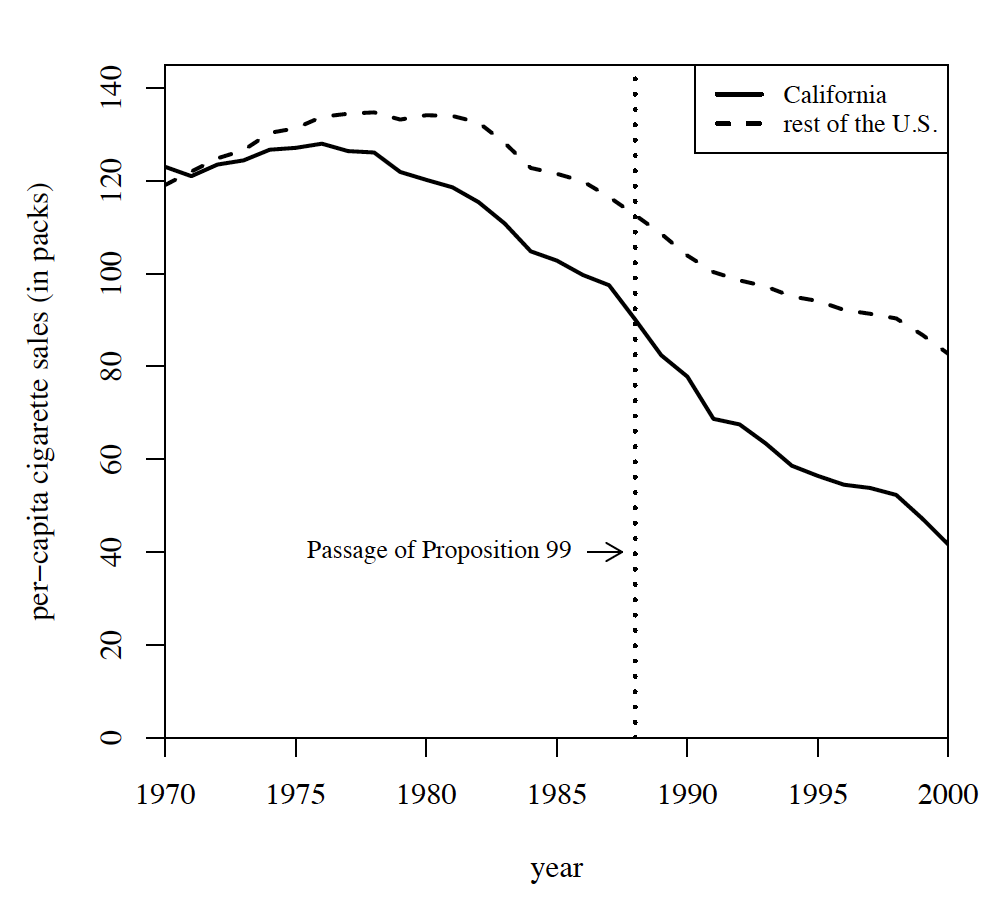 California
rest of the U.S.
per−capita cigarette sales (in packs)
140
120
100
80
60
40
20
0
Passage of Proposition 99
1970 1975 1980 1985 1990 1995 2000
year